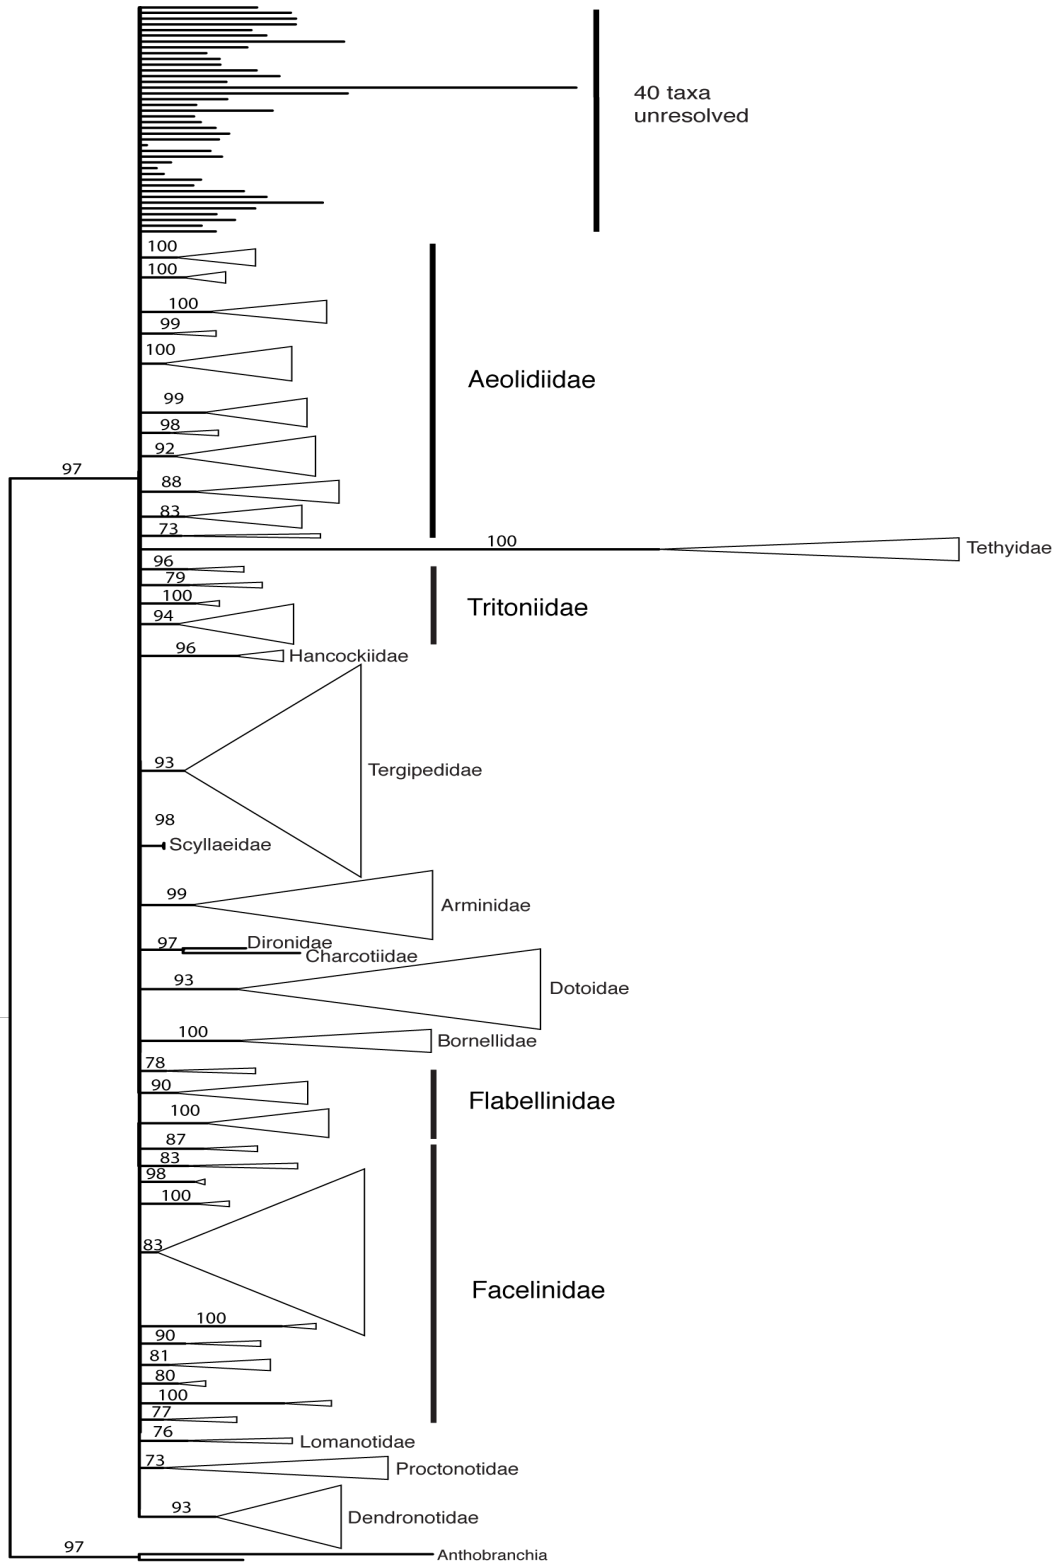 40 taxa
unresolved
100
100
100
99
100
Aeolidiidae
99
98
92
97
88
83
73
100
Tethyidae
96
79
100
Tritoniidae
94
96
Hancockiidae
93
Tergipedidae
98
Scyllaeidae
99
Arminidae
97
Dironidae
Charcotiidae
93
Dotoidae
100
Bornellidae
78
90
Flabellinidae
100
87
83
98
100
83
Facelinidae
100
90
81
80
100
77
76
Lomanotidae
73
Proctonotidae
93
Dendronotidae
97
Anthobranchia